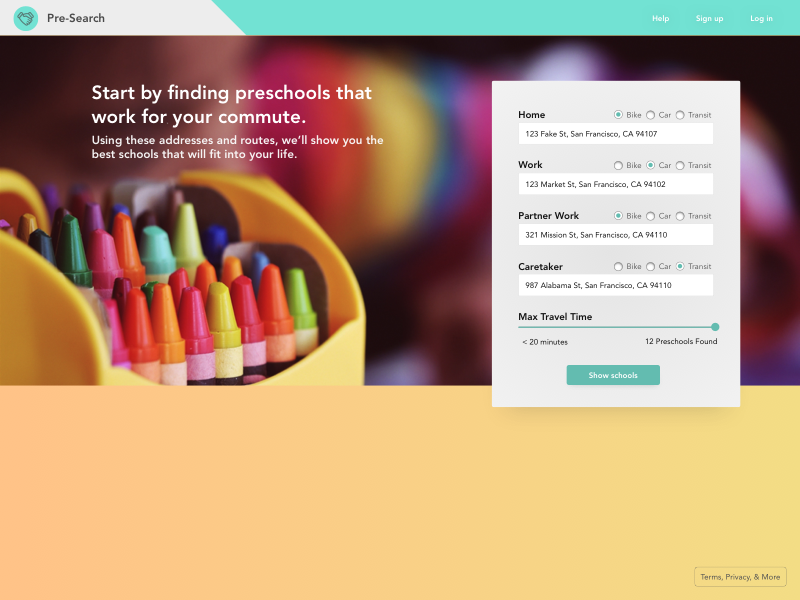 Pre-Search
Help
Sign up
Log in
Start by finding preschools that
work for your commute.
Using these addresses and routes, we'll show you the
best schools that will fit into your life.
Home
Bike
Car
Transit
123 Fake St, San Francisco, CA 94107
Work
Bike
Car
Transit
123 Market St, San Francisco, CA 94102
Partner Work
Bike
Car
Transit
321 Mission St, San Francisco, CA 94110
Caretaker
Bike
Car
Transit
987 Alabama St, San Francisco, CA 94110
Max Travel Time
< 20 minutes
12 Preschools Found
Show schools
Terms, Privacy, & More